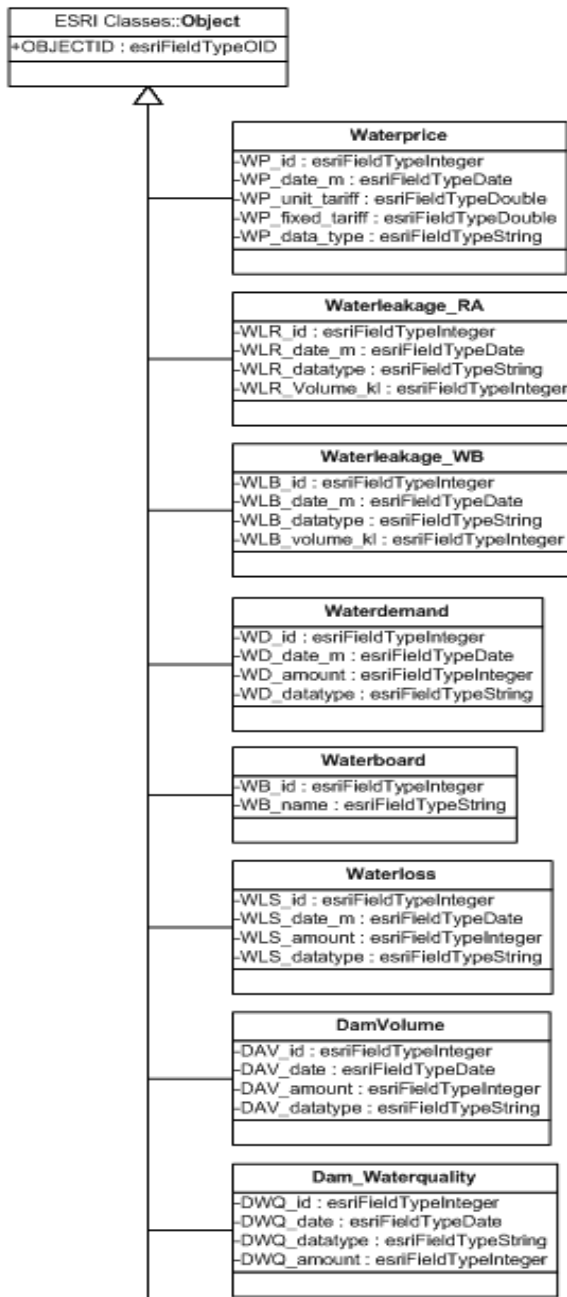 ESRI Classes::Object
+OBJECTID : esriFieldTypeOID
Waterprice
-WP_id : esriFieldTypeInteger
-WP_date_m : esriFieldTypeDate
-WP_unit_tariff : esriFieldTypeDouble
-WP_fixed_tariff : esriFieldTypeDouble
-WP_data_type : esriFieldTypeString
Waterleakage_RA
-WLR_id : esriFieldTypeInteger
-WLR_date_m : esriFieldTypeDate
-WLR_datatype : esriFieldTypeString
-WLR_Volume_kl : esriFieldTypeInteger
Waterleakage_WB
-WLB_id : esriFieldTypeInteger
-WLB_date_m : esriFieldTypeDate
-WLB_datatype : esriFieldTypeString
-WLB_volume_kl : esriFieldTypeInteger
Waterdemand
-WD_id : esriFieldTypeInteger
-WD_date_m : esriFieldTypeDate
-WD_amount : esriFieldTypeInteger
-WD_datatype : esriFieldTypeString
Waterboard
-WB_id : esriFieldTypeInteger
-WB_name : esriFieldTypeString
Waterloss
-WLS_id : esriFieldTypeInteger
-WLS_date_m : esriFieldTypeDate
-WLS_amount : esriFieldTypeInteger
-WLS_datatype : esriFieldTypeString
DamVolume
-DAV_id : esriFieldTypeInteger
-DAV_date : esriFieldTypeDate
-DAV_amount : esriFieldTypeInteger
-DAV_datatype : esriFieldTypeString
Dam_Waterquality
-DWQ_id : esriFieldTypeInteger
-DWQ_date : esriFieldTypeDate
-DWQ_datatype : esriFieldTypeString
-DWQ_amount : esriFieldTypeInteger